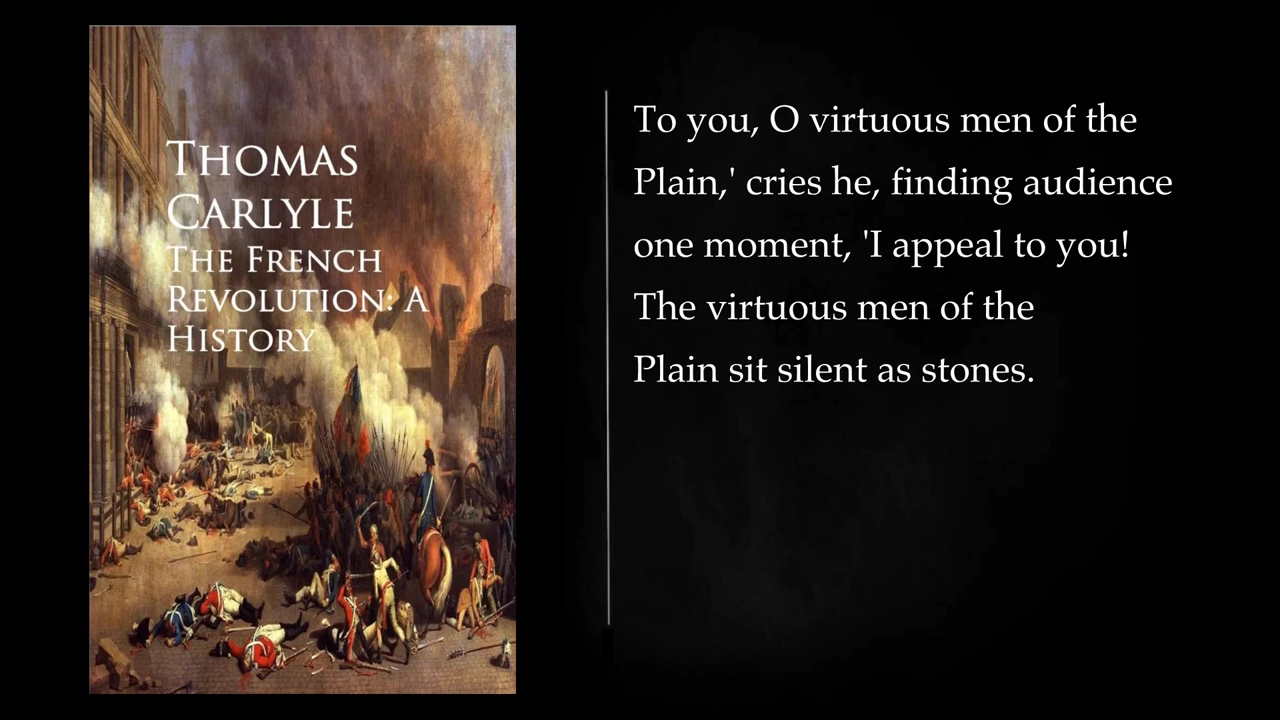 THOMAS
CARLYLE
THE FRENCH
REVOLUTION: A
HISTORY
To you, O virtuous men of the
Plain,' cries he, finding audience
one moment, 'I appeal to you!
The virtuous men of the
Plain sit silent as stones.